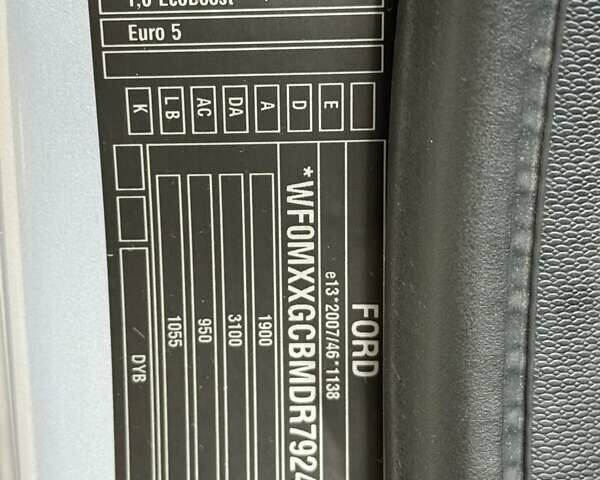 1,0 EcoBoost
Euro 5
K
LB
AC
DA
A
D
E
FORD
e13*2007/46*1138
*WF0MXXGCBMDR7924
1900
3100
950
1055
/ DYB